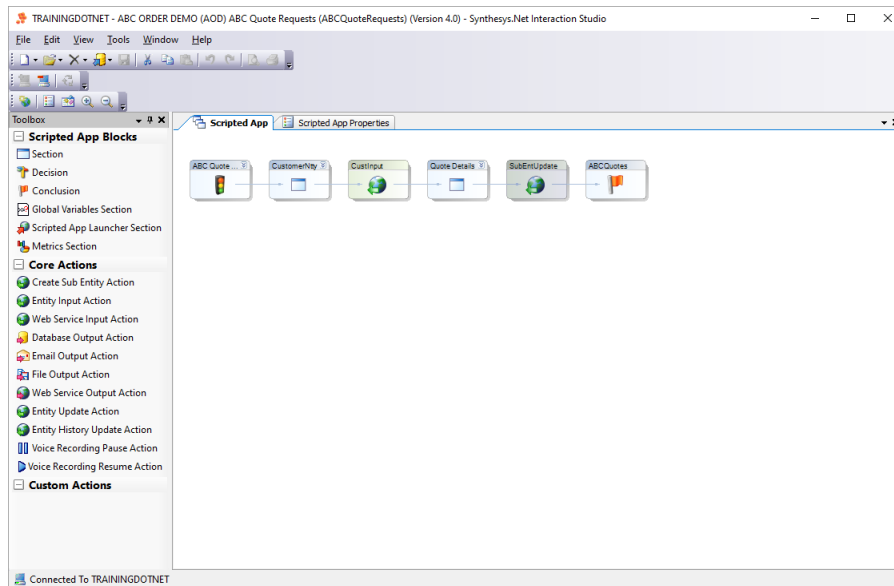 TRAININGDOTNET - ABC ORDER DEMO (AOD) ABC Quote Requests (ABCQuoteRequests) (Version 4.0) - Synthesys.Net Interaction Studio
File Edit View Tools Window Help
Toolbox
Scripted App
Scripted App Properties
Scripted App Blocks
Section
Decision
Conclusion
Global Variables Section
Scripted App Launcher Section
Metrics Section
Core Actions
Create Sub Entity Action
Entity Input Action
Web Service Input Action
Database Output Action
Email Output Action
File Output Action
Web Service Output Action
Entity Update Action
Entity History Update Action
Voice Recording Pause Action
Voice Recording Resume Action
Custom Actions
ABC Quote ...
CustomerNtty
CustInput
Quote Details
SubEntUpdate
ABCQuotes
Connected To TRAININGDOTNET